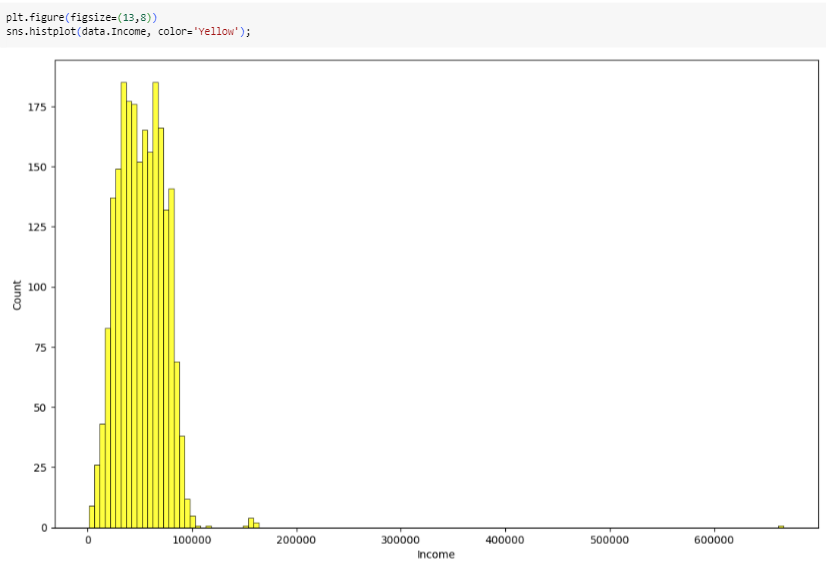 plt.figure(figsize=(13,8))
sns.histplot(data.Income, color='Yellow');
175
150
125
100
75
50
25
0
Count
0 100000 200000 300000 400000 500000 600000
Income